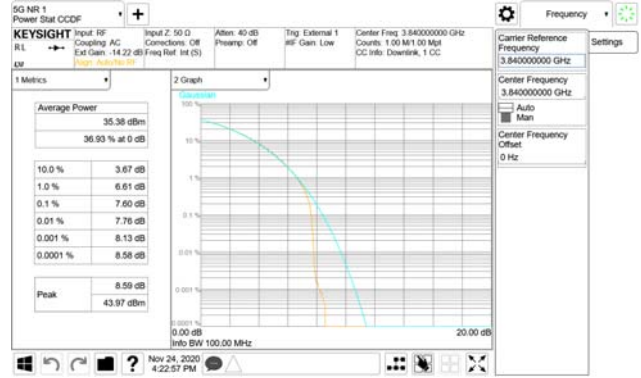 5G NR 1
Power Stat CCDF
Frequency
KEYSIGHT
RL
Input: RF
Coupling: AC
Ext Gain: -14.22 dB
Align: Auto/No RF
Input Z: 50 Ω
Corrections: Off
Freq Ref: Int (S)
Atten: 40 dB
Preamp: Off
Trig: External 1
#IF Gain: Low
Center Freq: 3.840000000 GHz
Counts: 1.00 M/1.00 Mpt
CC Info: Downlink, 1 CC
1 Metrics
Average Power
35.38 dBm
36.93 % at 0 dB
10.0 % 3.67 dB
1.0 % 6.61 dB
0.1 % 7.60 dB
0.01 % 7.76 dB
0.001 % 8.13 dB
0.0001 % 8.58 dB
Peak
8.59 dB
43.97 dBm
2 Graph
Gaussian
100 %
10 %
1 %
0.1 %
0.01 %
0.001 %
0.0001 %
0.00 dB
20.00 dB
Info BW 100.00 MHz
Carrier Reference
Frequency
3.840000000 GHz
Center Frequency
3.840000000 GHz
Auto
Man
Center Frequency
Offset
0 Hz
Settings
?
Nov 24, 2020
4:22:57 PM